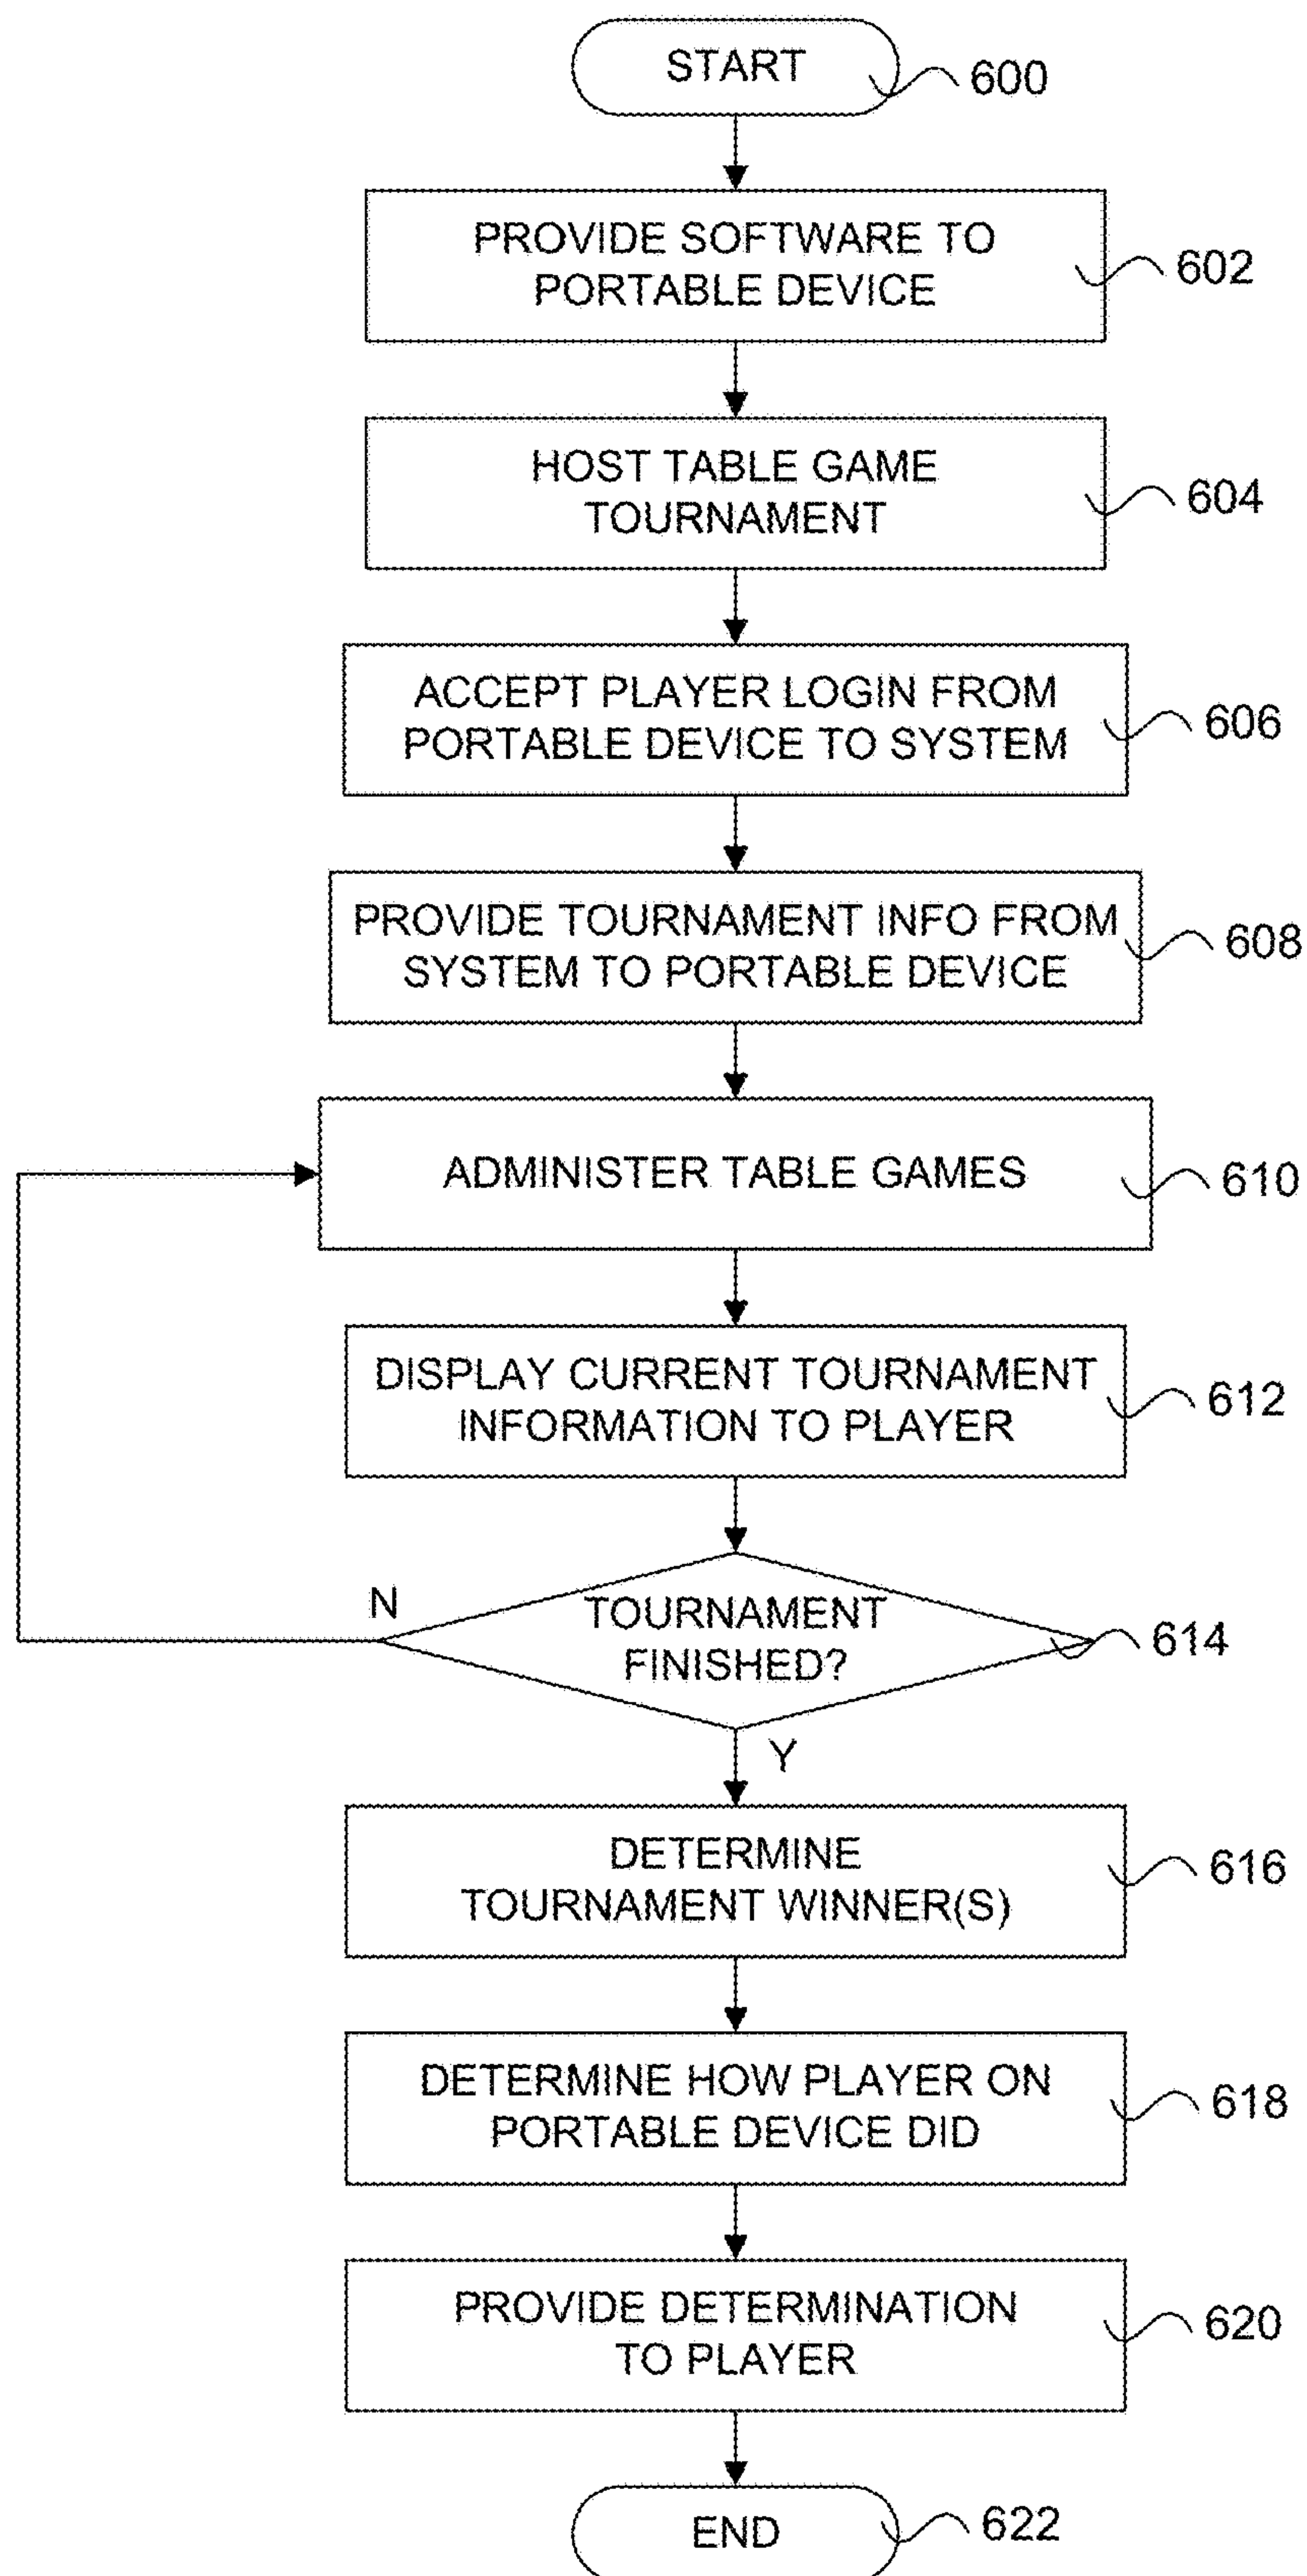 START
600
PROVIDE SOFTWARE TO
PORTABLE DEVICE
602
HOST TABLE GAME
TOURNAMENT
604
ACCEPT PLAYER LOGIN FROM
PORTABLE DEVICE TO SYSTEM
606
PROVIDE TOURNAMENT INFO FROM
SYSTEM TO PORTABLE DEVICE
608
ADMINISTER TABLE GAMES
610
DISPLAY CURRENT TOURNAMENT
INFORMATION TO PLAYER
612
N
TOURNAMENT
FINISHED?
614
Y
DETERMINE
TOURNAMENT WINNER(S)
616
DETERMINE HOW PLAYER ON
PORTABLE DEVICE DID
618
PROVIDE DETERMINATION
TO PLAYER
620
END
622